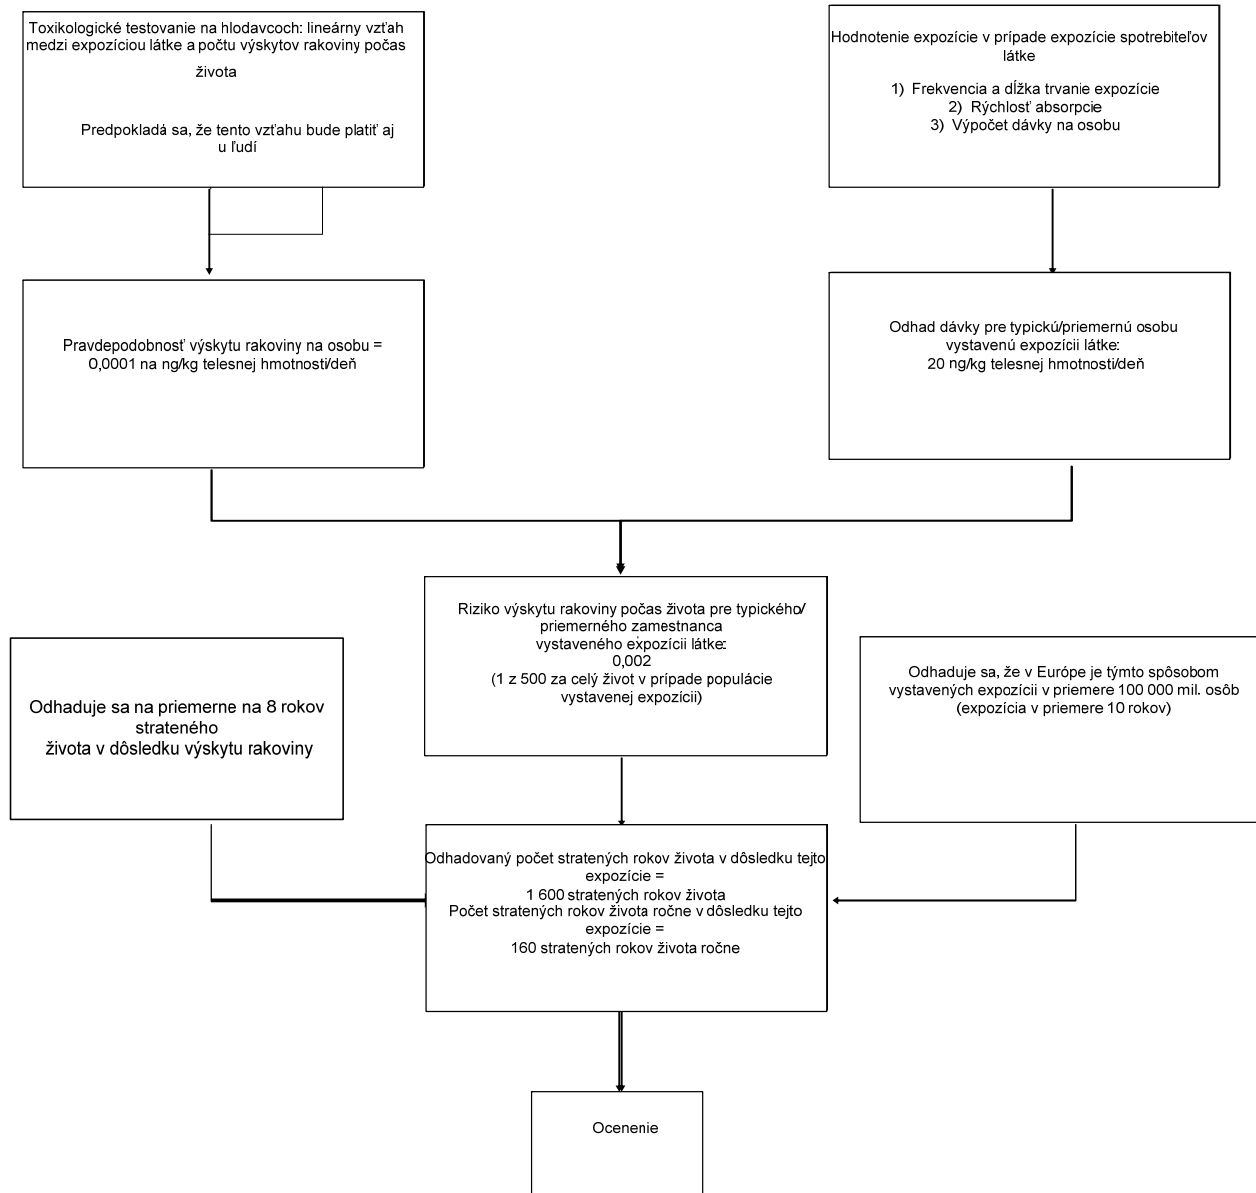 Toxikologické testovanie na hlodavcoch: lineárny vzťah
medzi expozíciou látke a počtu výskytov rakoviny počas
života
Predpokladá sa, že tento vzťahu bude platiť aj
u ľudí
Hodnotenie expozície v prípade expozície spotrebiteľov
látke
1) Frekvencia a dĺžka trvanie expozície
2) Rýchlosť absorpcie
3) Výpočet dávky na osobu
Pravdepodobnosť výskytu rakoviny na osobu =
0,0001 na ng/kg telesnej hmotnosti/deň
Odhad dávky pre typickú/priemernú osobu
vystavenú expozícii látke:
20 ng/kg telesnej hmotnosti/deň
Riziko výskytu rakoviny počas života pre typického/
priemerného zamestnanca
vystaveného expozícii látke:
0,002
(1 z 500 za celý život v prípade populácie
vystavenej expozícii)
Odhaduje sa na priemerne na 8 rokov
strateného
života v dôsledku výskytu rakoviny
Odhaduje sa, že v Európe je týmto spôsobom
vystavených expozícii v priemere 100 000 mil. osôb
(expozícia v priemere 10 rokov)
Odhadovaný počet stratených rokov života v dôsledku tejto
expozície =
1 600 stratených rokov života
Počet stratených rokov života ročne v dôsledku tejto
expozície =
160 stratených rokov života ročne
Ocenenie